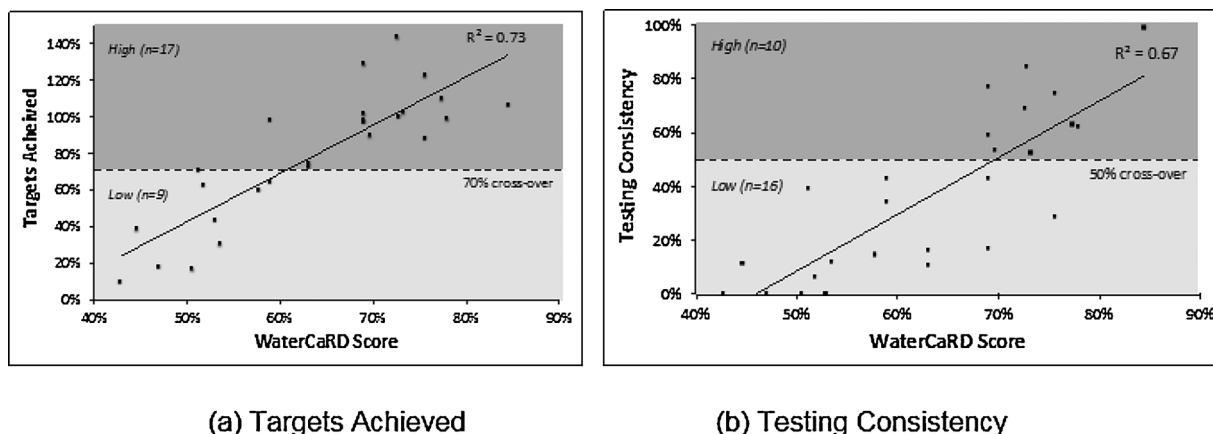 140%
120%
100%
80%
60%
40%
20%
0%
Targets Acheived
High (n=17)
R² = 0.73
70% cross-over
Low (n=9)
40% 50% 60% 70% 80% 90%
WaterCaRD Score
(a) Targets Achieved
100%
80%
60%
40%
20%
0%
Testing Consistency
High (n=10)
R² = 0.67
50% cross-over
Low (n=16)
40% 50% 60% 70% 80% 90%
WaterCaRD Score
(b) Testing Consistency